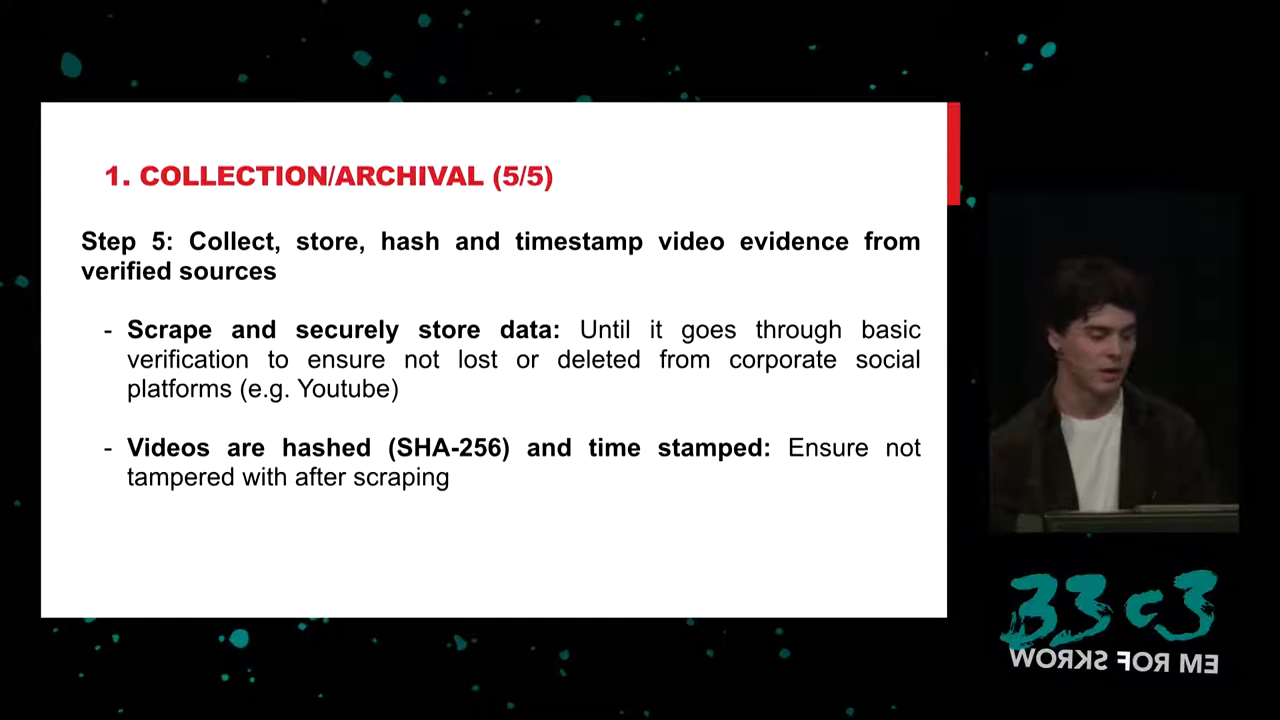 1. COLLECTION/ARCHIVAL (5/5)
Step 5: Collect, store, hash and timestamp video evidence from
verified sources
- Scrape and securely store data: Until it goes through basic
verification to ensure not lost or deleted from corporate social
platforms (e.g. Youtube)
- Videos are hashed (SHA-256) and time stamped: Ensure not
tampered with after scraping
33c3
WORKS FOR ME